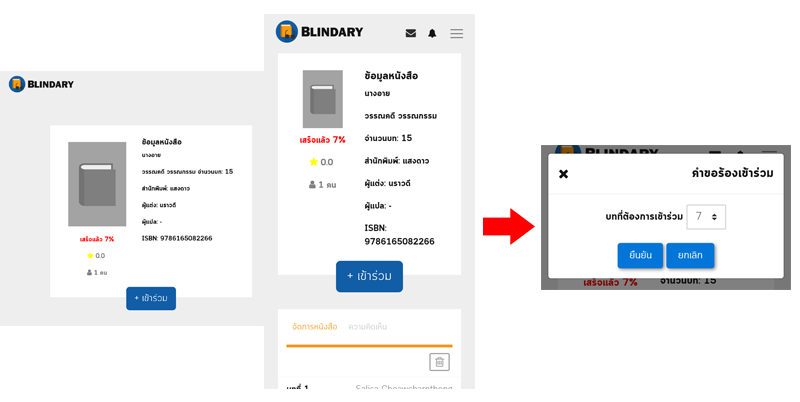 BLINDARY
ข้อมูลหนังสือ
นางอาย
วรรณคดี วรรณกรรม จำนวนบท: 15
สำนักพิมพ์: แสงดาว
ผู้แต่ง: นราวดี
ผู้แปล: -
ISBN: 9786165082266
เสร็จแล้ว 7%
0.0
1 คน
+ เข้าร่วม
BLINDARY
ข้อมูลหนังสือ
นางอาย
วรรณคดี วรรณกรรม
จำนวนบท: 15
สำนักพิมพ์: แสงดาว
ผู้แต่ง: นราวดี
ผู้แปล: -
ISBN:
9786165082266
เสร็จแล้ว 7%
0.0
1 คน
+ เข้าร่วม
จัดการหนังสือ ความคิดเห็น
บทที่ 1 Salisa Cheawcharnthong
BLINDARY
คำขอร้องเข้าร่วม
บทที่ต้องการเข้าร่วม 7
ยืนยัน ยกเลิก
เสร็จแล้ว 7% จำนวนบท: 15